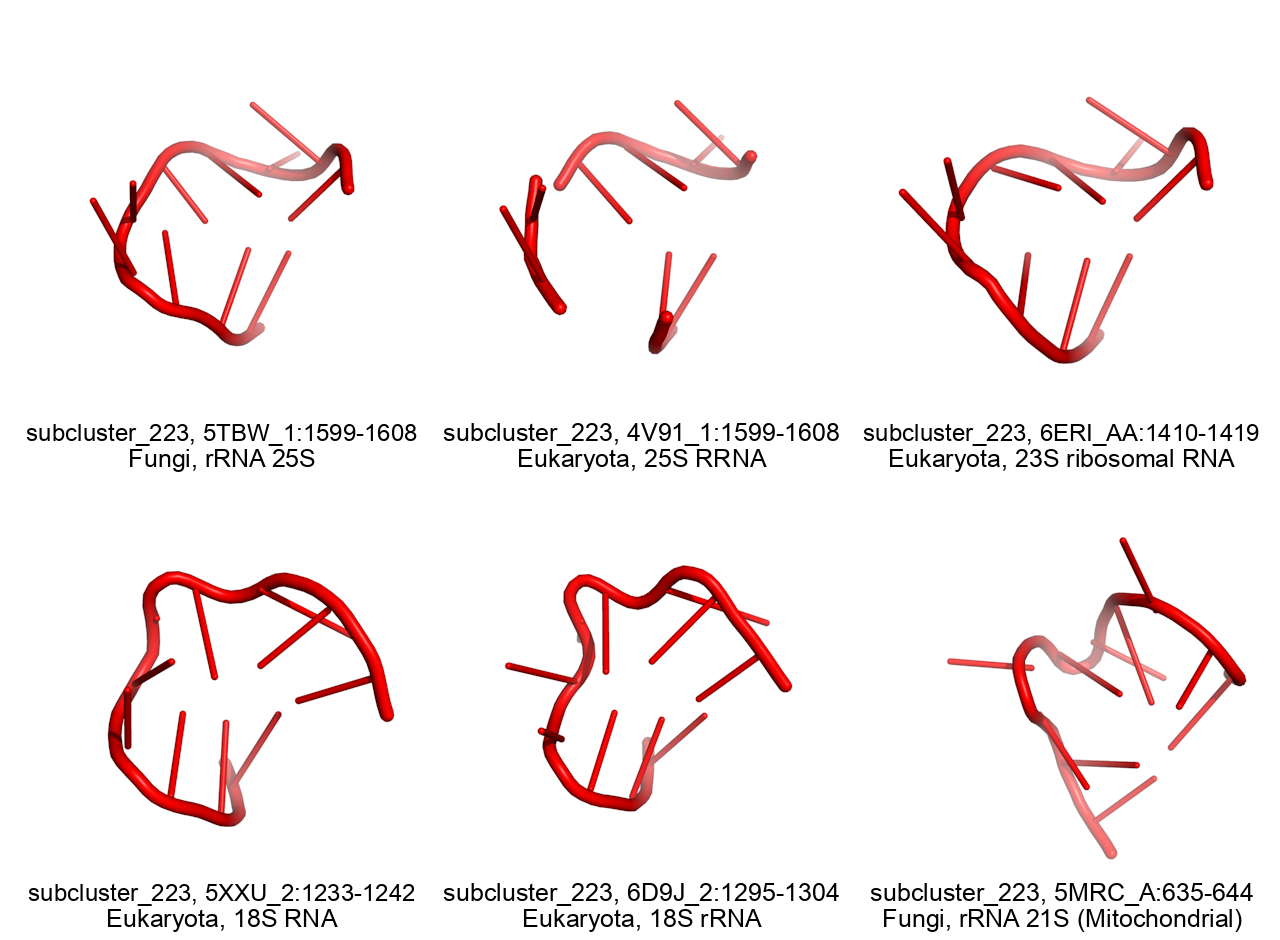 subcluster_223, 5TBW_1:1599-1608
Fungi, rRNA 25S
subcluster_223, 4V91_1:1599-1608
Eukaryota, 25S RRNA
subcluster_223, 6ERI_AA:1410-1419
Eukaryota, 23S ribosomal RNA
subcluster_223, 5XXU_2:1233-1242
Eukaryota, 18S RNA
subcluster_223, 6D9J_2:1295-1304
Eukaryota, 18S rRNA
subcluster_223, 5MRC_A:635-644
Fungi, rRNA 21S (Mitochondrial)